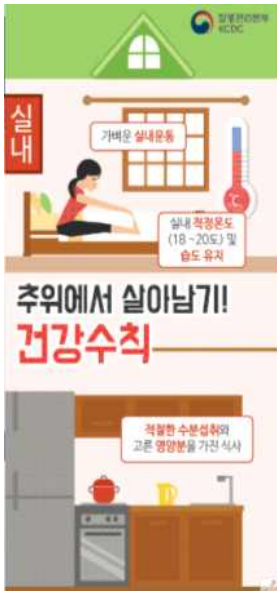 질병관리본부
KCDC
실내
가벼운 실내운동
℃
실내 적정온도
(18~20도) 및
습도 유지
추위에서 살아남기!
건강수칙
적절한 수분섭취와
고른 영양분을 가진 식사